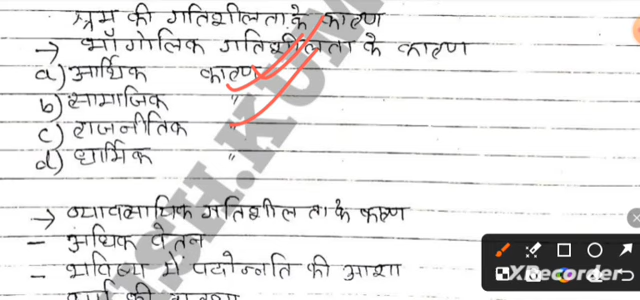 श्रम की गतिशीलता के कारण
→ भौगोलिक गतिशीलता के कारण
a) आर्थिक कारण
b) सामाजिक "
c) राजनीतिक "
d) धार्मिक "
→ व्यावसायिक गतिशीलता के कारण
- अधिक वेतन
- भविष्य में पदोन्नति की आशा
XRecorder